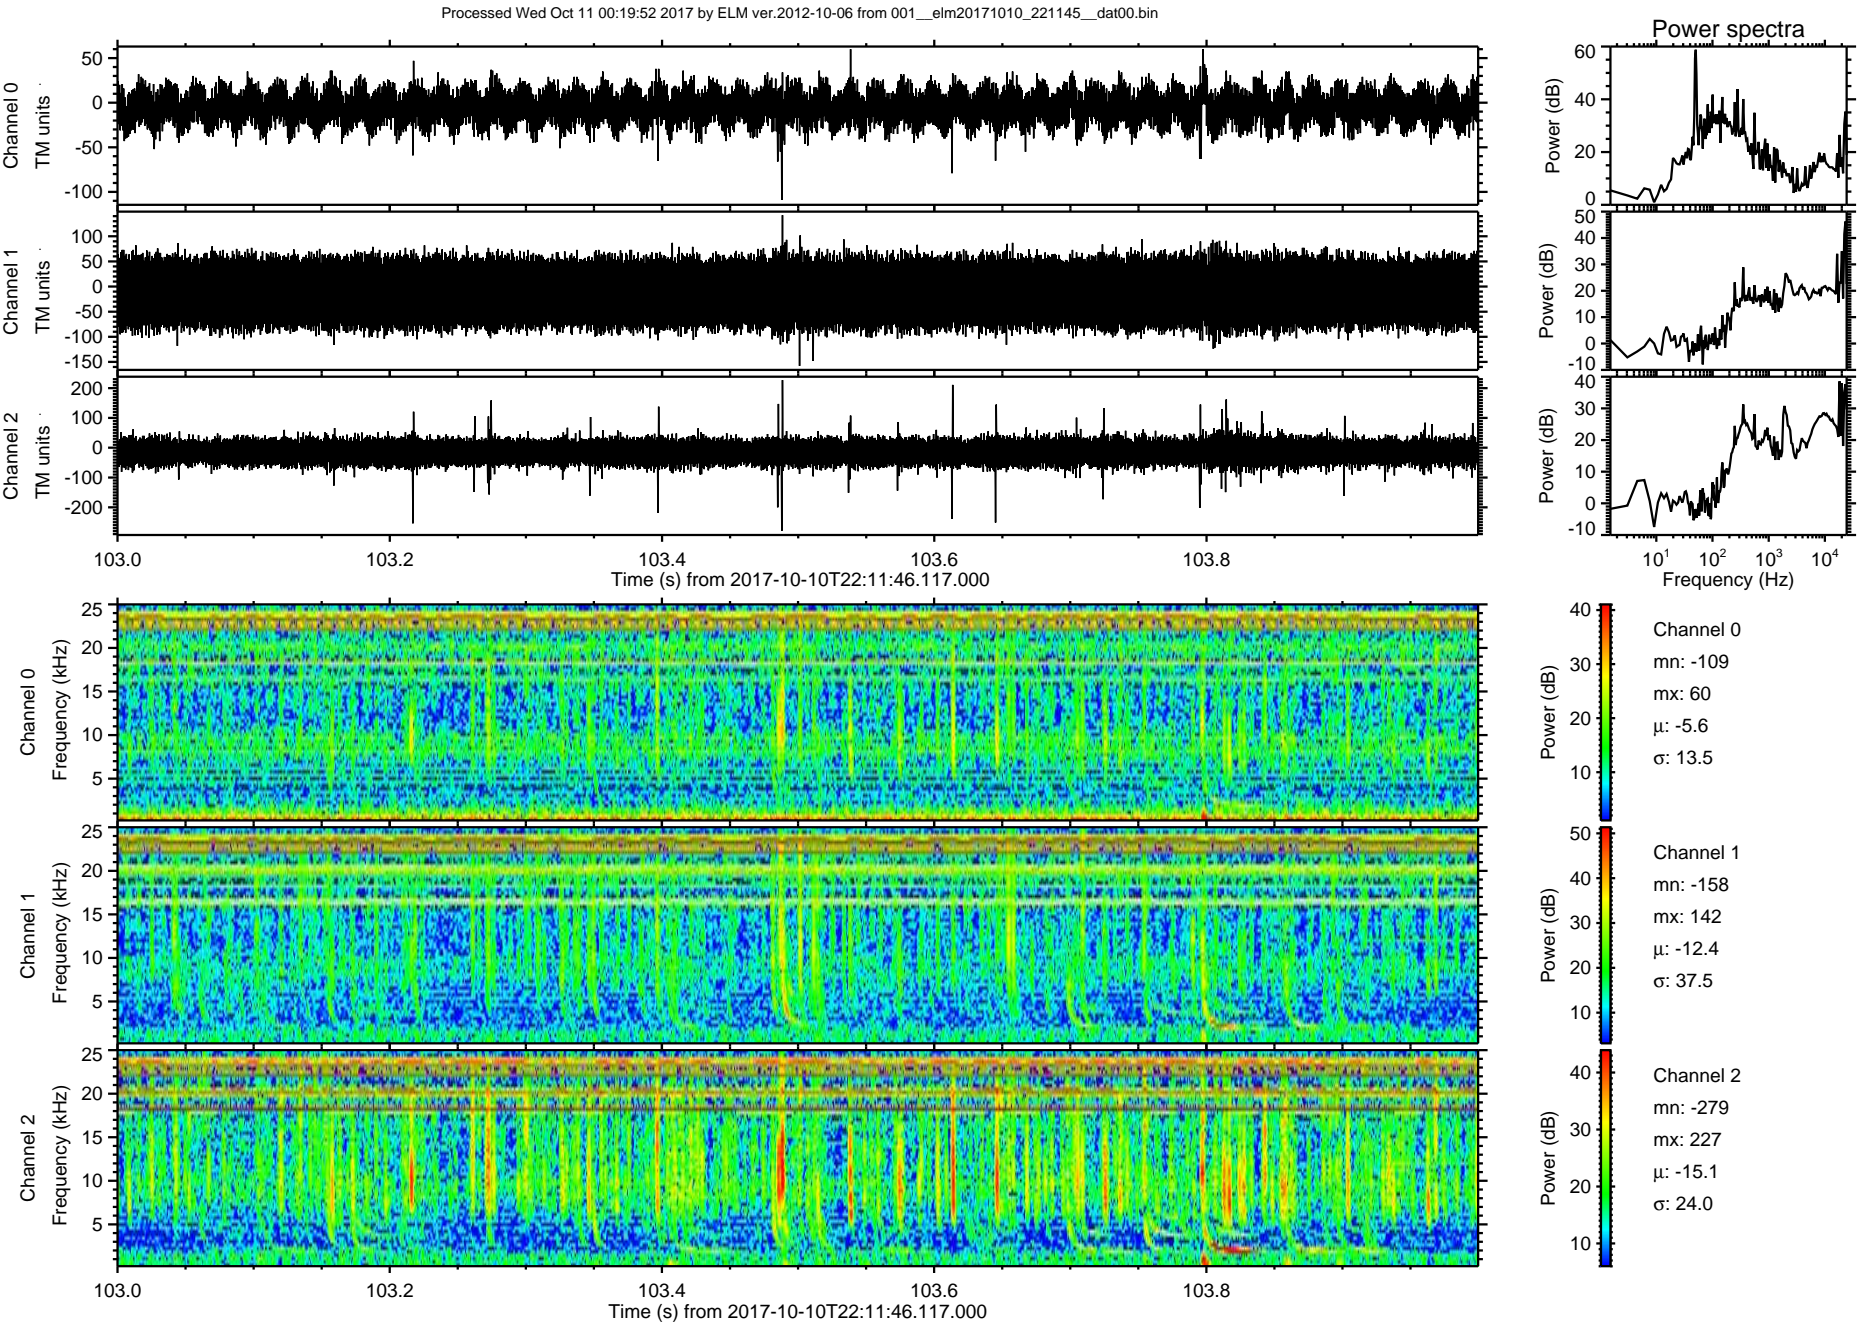 Processed Wed Oct 11 00:19:52 2017 by ELM ver.2012-10-06 from 001__elm20171010_221145__dat00.bin
Power spectra
Channel 0
TM units
50
0
-50
-100
Power (dB)
60
40
20
0
Channel 1
TM units
100
50
0
-50
-100
-150
Power (dB)
50
40
30
20
10
0
-10
Channel 2
TM units
200
100
0
-100
-200
Power (dB)
40
30
20
10
0
-10
103.0 103.2 103.4 103.6 103.8
Time (s) from 2017-10-10T22:11:46.117.000
10¹ 10² 10³ 10⁴
Frequency (Hz)
Channel 0
Frequency (kHz)
25
20
15
10
5
Power (dB)
40
30
20
10
Channel 0
mn: -109
mx: 60
µ: -5.6
σ: 13.5
Channel 1
Frequency (kHz)
25
20
15
10
5
Power (dB)
50
40
30
20
10
Channel 1
mn: -158
mx: 142
µ: -12.4
σ: 37.5
Channel 2
Frequency (kHz)
25
20
15
10
5
Power (dB)
40
30
20
10
Channel 2
mn: -279
mx: 227
µ: -15.1
σ: 24.0
103.0 103.2 103.4 103.6 103.8
Time (s) from 2017-10-10T22:11:46.117.000